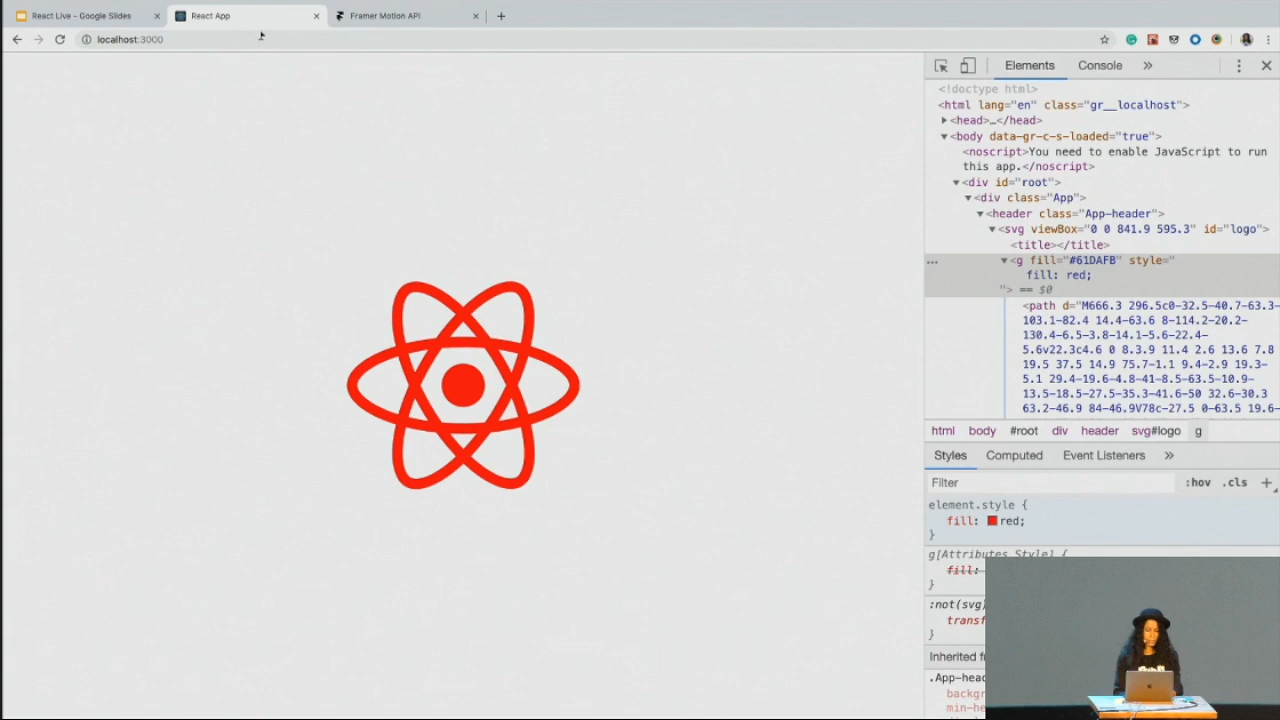 React Live - Google Slides
React App
Framer Motion API
localhost:3000
Elements
Console
<!doctype html>
<html lang="en" class="gr__localhost">
<head>…</head>
<body data-gr-c-s-loaded="true">
<noscript>You need to enable JavaScript to run
this app.</noscript>
<div id="root">
<div class="App">
<header class="App-header">
<svg viewBox="0 0 841.9 595.3" id="logo">
<title></title>
<g fill="#61DAFB" style="
fill: red;
"> == $0
<path d="M666.3 296.5c0-32.5-40.7-63.3-
103.1-82.4 14.4-63.6 8-114.2-20.2-
130.4-6.5-3.8-14.1-5.6-22.4-
5.6v22.3c4.6 0 8.3.9 11.4 2.6 13.6 7.8
19.5 37.5 14.9 75.7-1.1 9.4-2.9 19.3-
5.1 29.4-19.6-4.8-41-8.5-63.5-10.9-
13.5-18.5-27.5-35.3-41.6-50 32.6-30.3
63.2-46.9 84-46.9V78c-27.5 0-63.5 19.6-
html body #root div header svg#logo g
Styles
Computed
Event Listeners
Filter
:hov .cls
element.style {
fill: red;
}
g[Attributes Style] {
fill:
}
:not(svg)
transf
}
Inherited f
.App-head
backgr
min-he